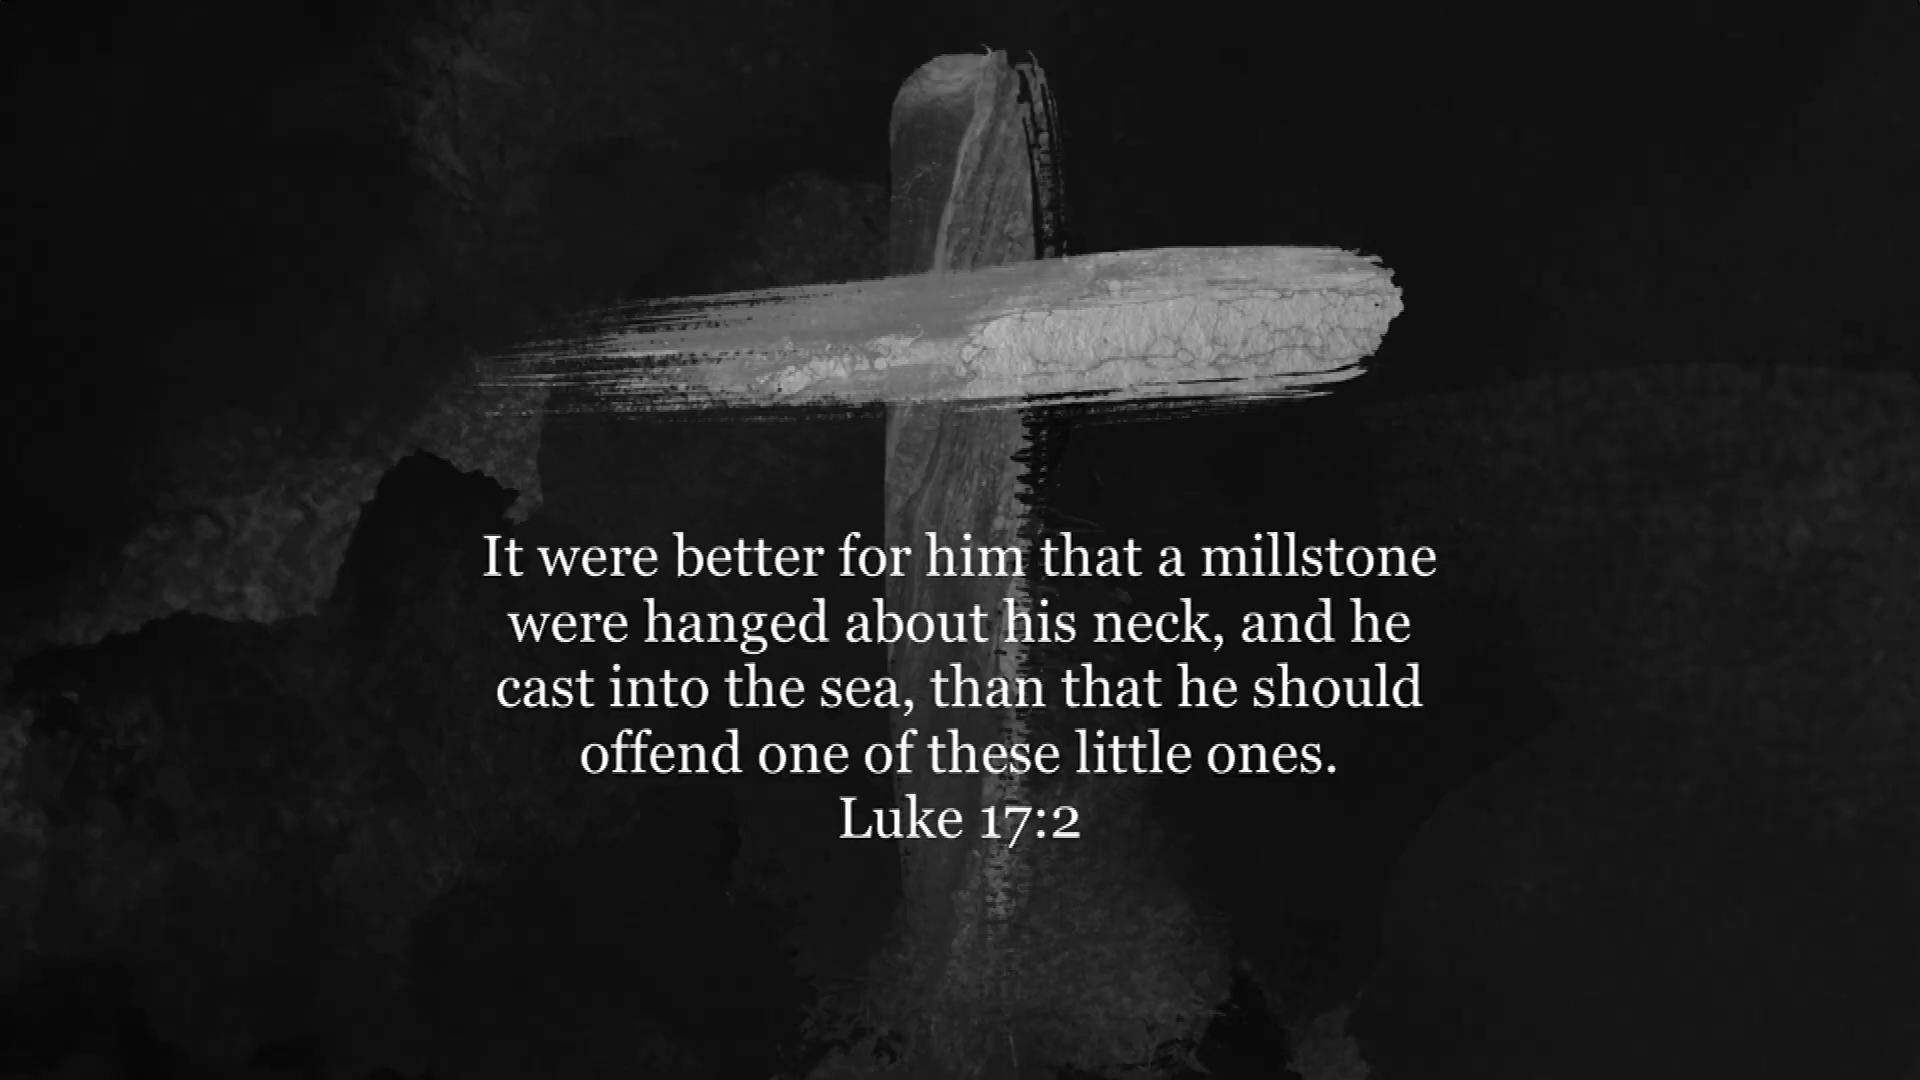 It were better for him that a millstone
were hanged about his neck, and he
cast into the sea, than that he should
offend one of these little ones.
Luke 17:2